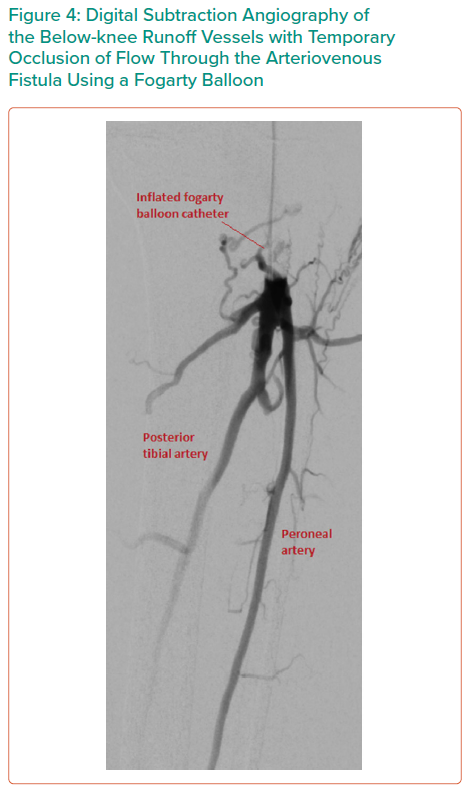 Figure 4: Digital Subtraction Angiography of
the Below-knee Runoff Vessels with Temporary
Occlusion of Flow Through the Arteriovenous
Fistula Using a Fogarty Balloon
Inflated fogarty
balloon catheter
Posterior
tibial artery
Peroneal
artery